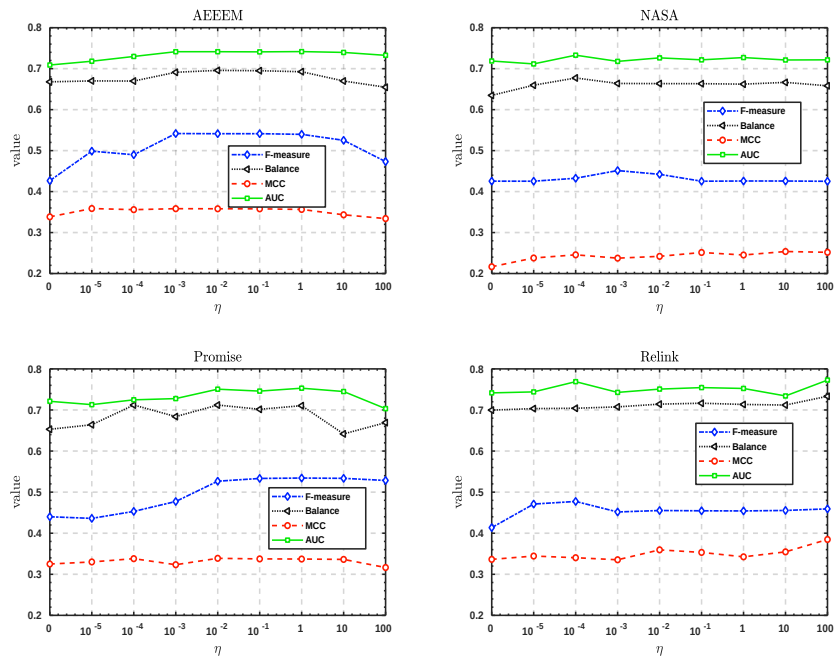 AEEEM
0.8
0.7
0.6
0.5
0.4
0.3
0.2
value
F-measure
Balance
MCC
AUC
0 10^-5 10^-4 10^-3 10^-2 10^-1 1 10 100
η
NASA
0.8
0.7
0.6
0.5
0.4
0.3
0.2
value
F-measure
Balance
MCC
AUC
0 10^-5 10^-4 10^-3 10^-2 10^-1 1 10 100
η
Promise
0.8
0.7
0.6
0.5
0.4
0.3
0.2
value
F-measure
Balance
MCC
AUC
0 10^-5 10^-4 10^-3 10^-2 10^-1 1 10 100
η
Relink
0.8
0.7
0.6
0.5
0.4
0.3
0.2
value
F-measure
Balance
MCC
AUC
0 10^-5 10^-4 10^-3 10^-2 10^-1 1 10 100
η